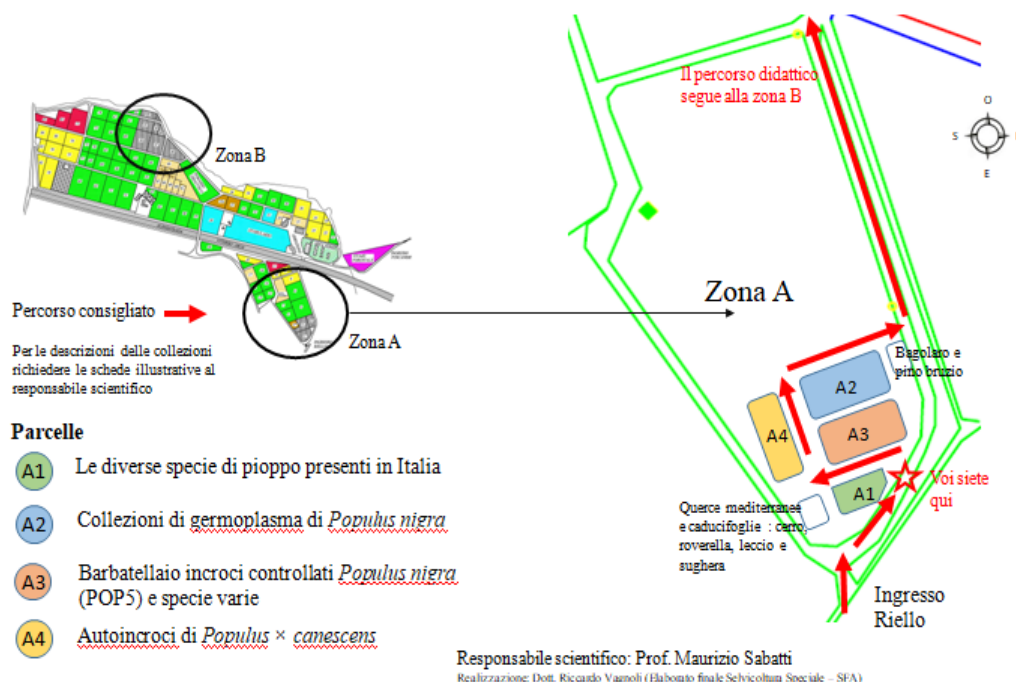 Il percorso didattico
segue alla zona B
O
S
E
Zona B
Zona A
Zona A
Percorso consigliato
Per le descrizioni delle collezioni
richiedere le schede illustrative al
responsabile scientifico
Bagolaro e
pino bruzio
A2
A3
A4
A1
Voi siete
qui
Querce mediterranee
e caducifoglie : cerro,
roverella, leccio e
sughera
Ingresso
Riello
Parcelle
A1 Le diverse specie di pioppo presenti in Italia
A2 Collezioni di germoplasma di Populus nigra
A3 Barbatellaio incroci controllati Populus nigra
(POP5) e specie varie
A4 Autoincroci di Populus × canescens
Responsabile scientifico: Prof. Maurizio Sabatti
Realizzazione: Dott. Riccardo Vagnoli (Elaborato finale Selvicoltura Speciale – SFA)